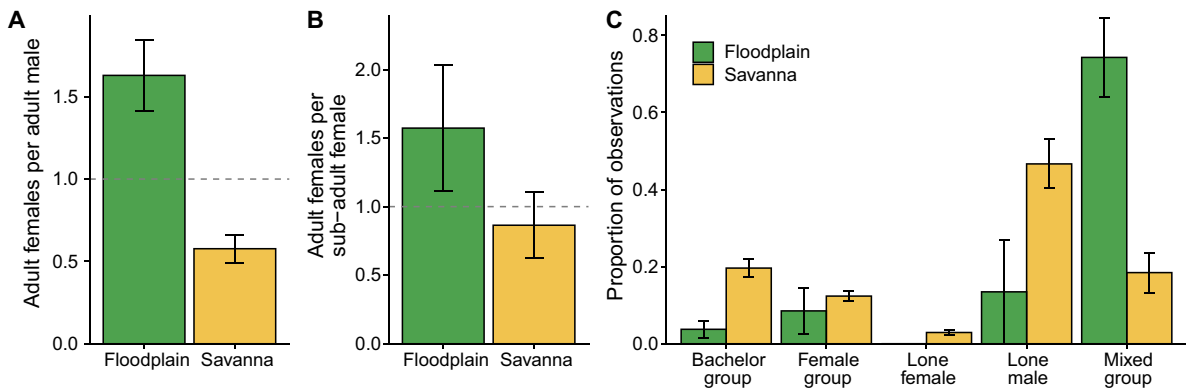 A
Adult females per adult male
1.5
1.0
0.5
0.0
Floodplain Savanna
B
Adult females per
sub−adult female
2.0
1.5
1.0
0.5
0.0
Floodplain Savanna
C
Proportion of observations
0.8
0.6
0.4
0.2
0.0
Floodplain
Savanna
Bachelor
group
Female
group
Lone
female
Lone
male
Mixed
group